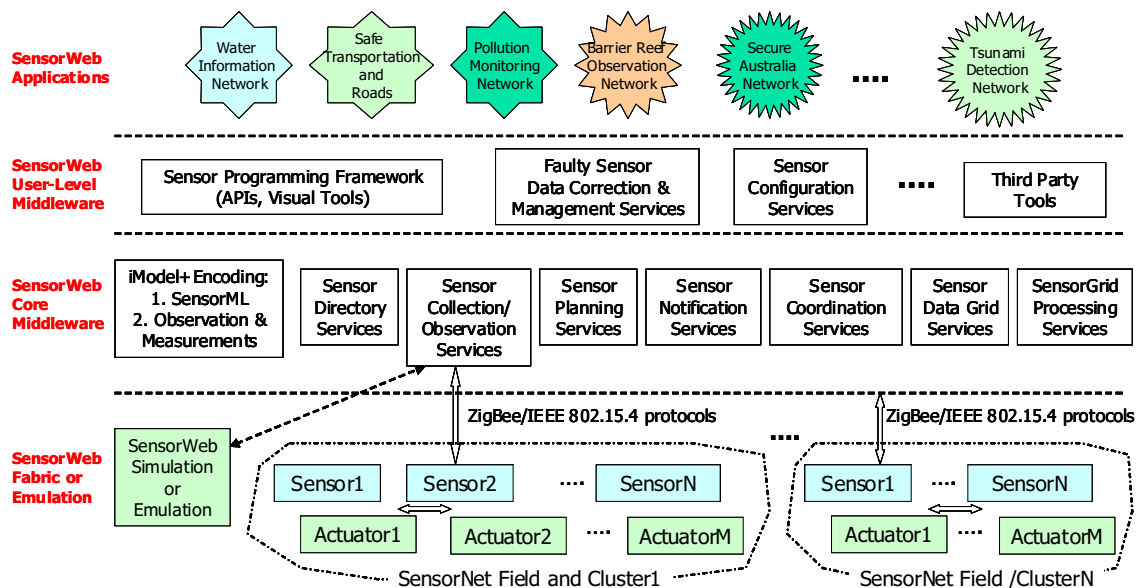 SensorWeb
Applications
Water
Information
Network
Safe
Transportation
and
Roads
Pollution
Monitoring
Network
Barrier Reef
Observation
Network
Secure
Australia
Network
....
Tsunami
Detection
Network
SensorWeb
User-Level
Middleware
Sensor Programming Framework
(APIs, Visual Tools)
Faulty Sensor
Data Correction &
Management Services
Sensor
Configuration
Services
....
Third Party
Tools
SensorWeb
Core
Middleware
iModel+Encoding:
1. SensorML
2. Observation &
Measurements
Sensor
Directory
Services
Sensor
Collection/
Observation
Services
Sensor
Planning
Services
Sensor
Notification
Services
Sensor
Coordination
Services
Sensor
Data Grid
Services
SensorGrid
Processing
Services
ZigBee/IEEE 802.15.4 protocols
ZigBee/IEEE 802.15.4 protocols
SensorWeb
Fabric or
Emulation
SensorWeb
Simulation
or
Emulation
Sensor1
Sensor2
....
SensorN
Actuator1
Actuator2
....
ActuatorM
SensorNet Field and Cluster1
....
Sensor1
....
SensorN
Actuator1
ActuatorM
SensorNet Field /ClusterN